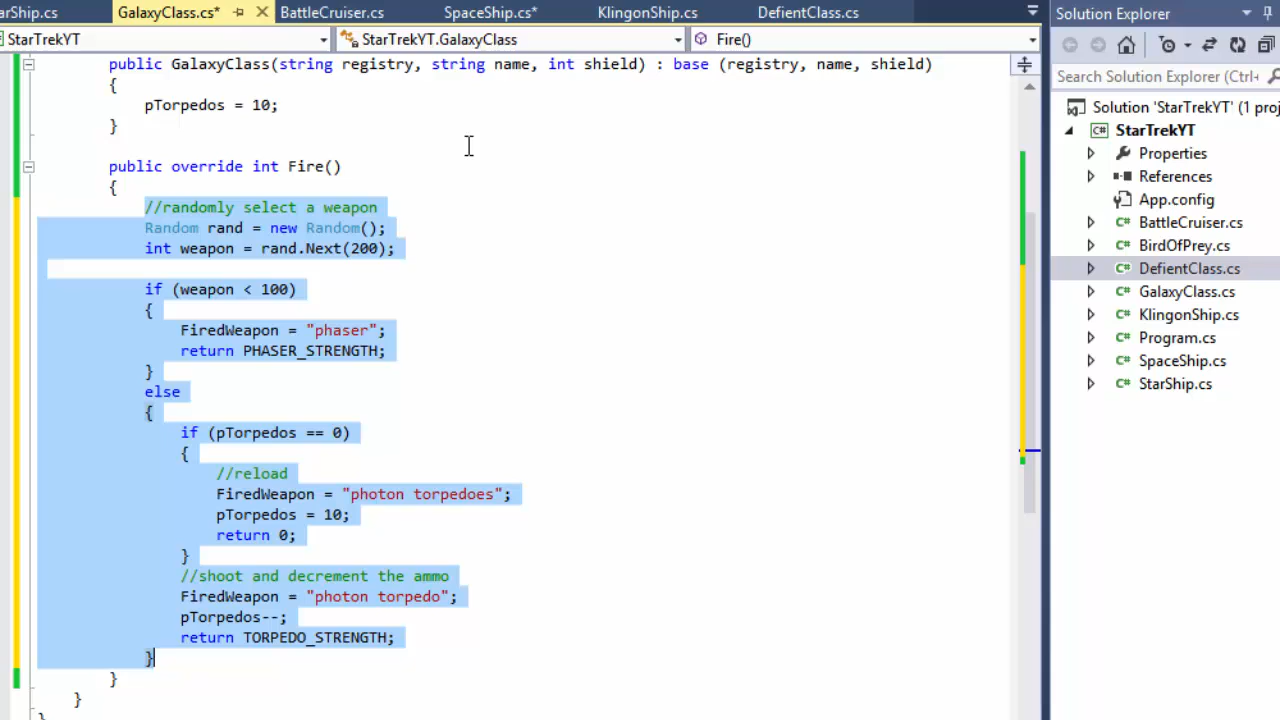 arShip.cs
GalaxyClass.cs*
BattleCruiser.cs
SpaceShip.cs*
KlingonShip.cs
DefientClass.cs
StarTrekYT
StarTrekYT.GalaxyClass
Fire()
public GalaxyClass(string registry, string name, int shield) : base (registry, name, shield)
{
pTorpedos = 10;
}
public override int Fire()
{
//randomly select a weapon
Random rand = new Random();
int weapon = rand.Next(200);
if (weapon < 100)
{
FiredWeapon = "phaser";
return PHASER_STRENGTH;
}
else
{
if (pTorpedos == 0)
{
//reload
FiredWeapon = "photon torpedoes";
pTorpedos = 10;
return 0;
}
//shoot and decrement the ammo
FiredWeapon = "photon torpedo";
pTorpedos--;
return TORPEDO_STRENGTH;
}
}
}
}
Solution Explorer
Search Solution Explorer (Ctrl+
Solution 'StarTrekYT' (1 proj
C# StarTrekYT
Properties
References
App.config
C# BattleCruiser.cs
C# BirdOfPrey.cs
C# DefientClass.cs
C# GalaxyClass.cs
C# KlingonShip.cs
C# Program.cs
C# SpaceShip.cs
C# StarShip.cs